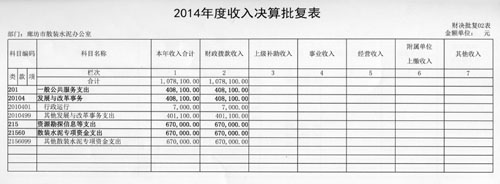 2014年度收入决算批复表
财决批复02表
部门：廊坊市散装水泥办公室 金额单位：元
科目编码 科目名称 本年收入合计 财政拨款收入 上级补助收入 事业收入 经营收入 附属单位上缴收入 其他收入
类 款 项 栏次 1 2 3 4 5 6 7
合计 1,078,100.00 1,078,100.00
201 一般公共服务支出 408,100.00 408,100.00
20104 发展与改革事务 408,100.00 408,100.00
2010401 行政运行 7,000.00 7,000.00
2010499 其他发展与改革事务支出 401,100.00 401,100.00
215 资源勘探信息等支出 670,000.00 670,000.00
21560 散装水泥专项资金支出 670,000.00 670,000.00
2156099 其他散装水泥专项资金支出 670,000.00 670,000.00